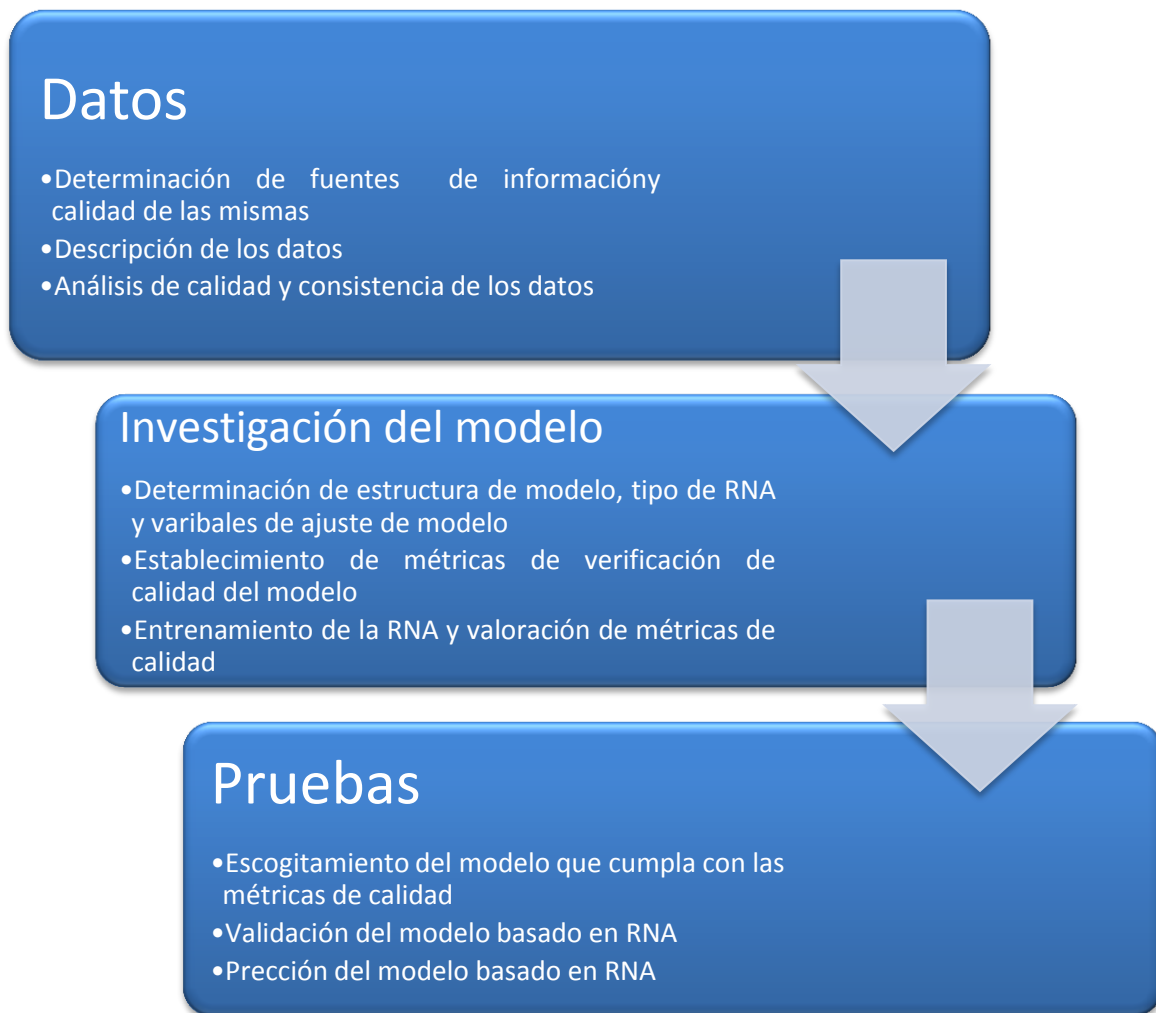 Datos
•Determinación de fuentes de informacióny
calidad de las mismas
•Descripción de los datos
•Análisis de calidad y consistencia de los datos
Investigación del modelo
•Determinación de estructura de modelo, tipo de RNA
y varibales de ajuste de modelo
•Establecimiento de métricas de verificación de
calidad del modelo
•Entrenamiento de la RNA y valoración de métricas de
calidad
Pruebas
•Escogitamiento del modelo que cumpla con las
métricas de calidad
•Validación del modelo basado en RNA
•Prección del modelo basado en RNA